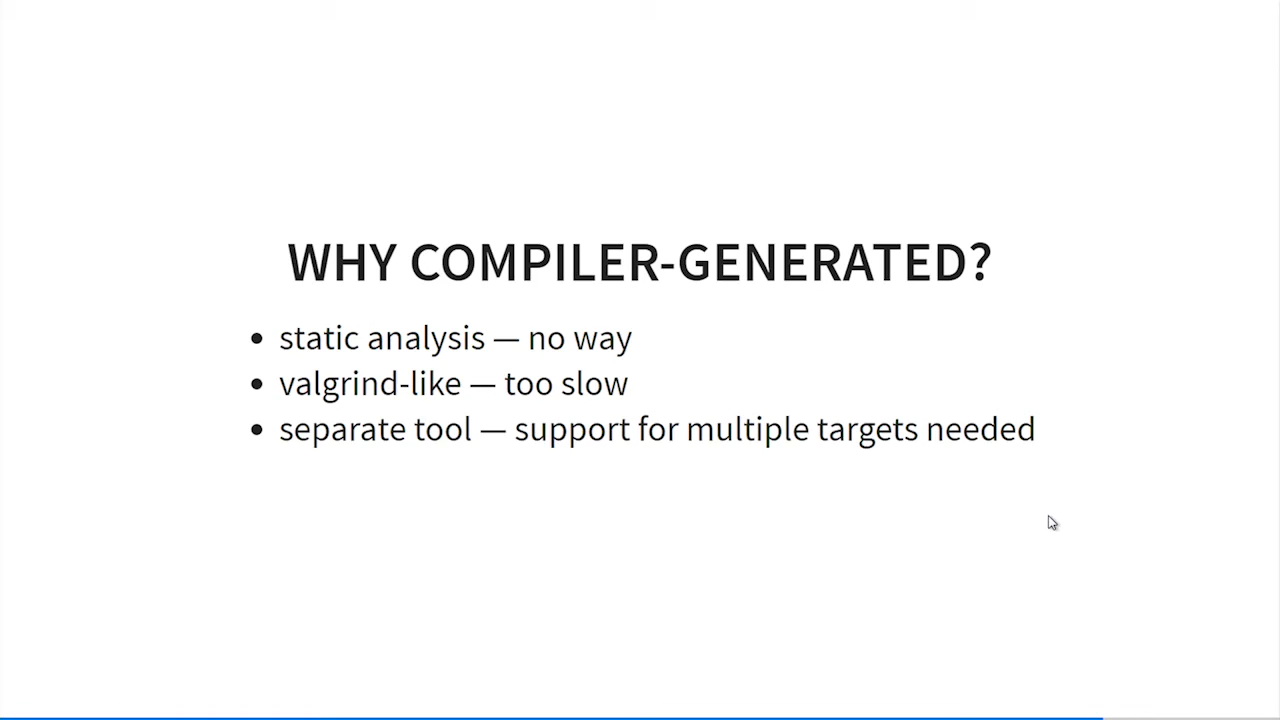 WHY COMPILER-GENERATED?
• static analysis — no way
• valgrind-like — too slow
• separate tool — support for multiple targets needed